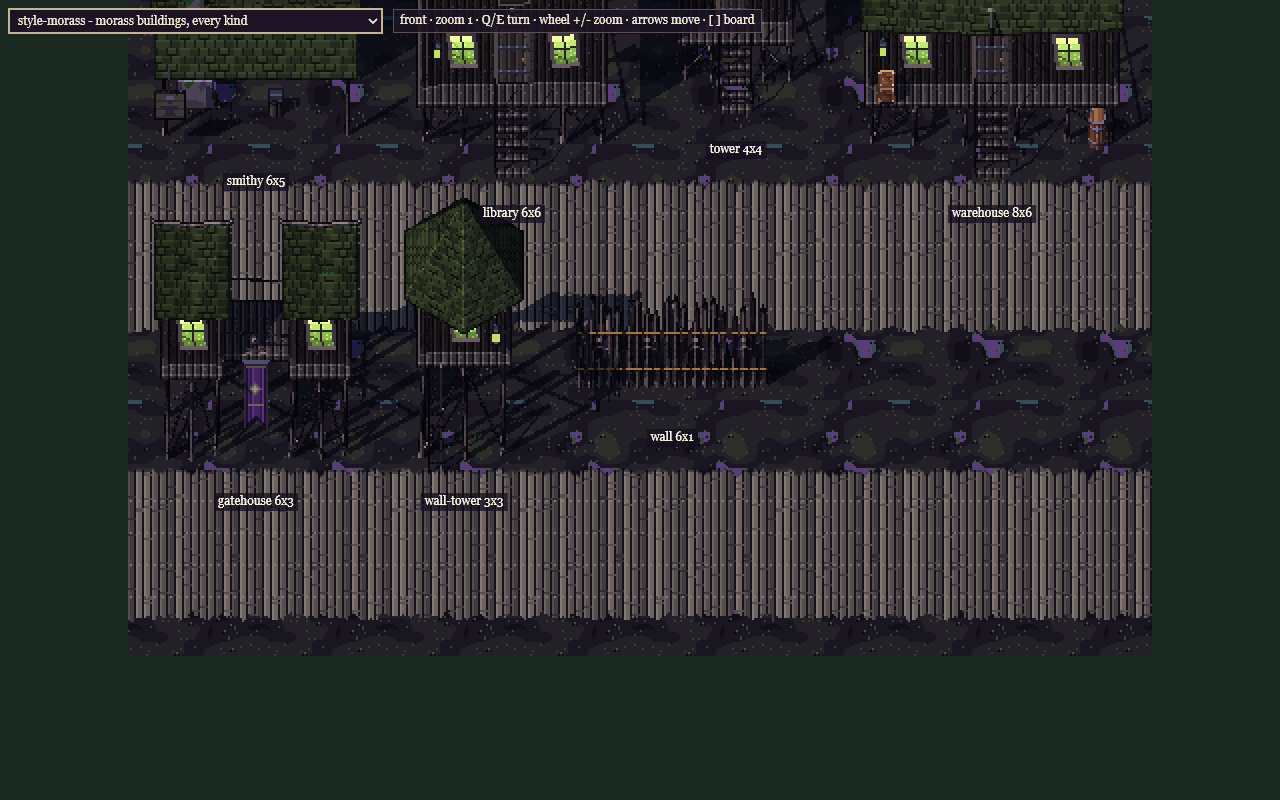 style-morass - morass buildings, every kind
front · zoom 1 · Q/E turn · wheel +/- zoom · arrows move · [ ] board
tower 4x4
smithy 6x5
library 6x6
warehouse 8x6
wall 6x1
gatehouse 6x3
wall-tower 3x3